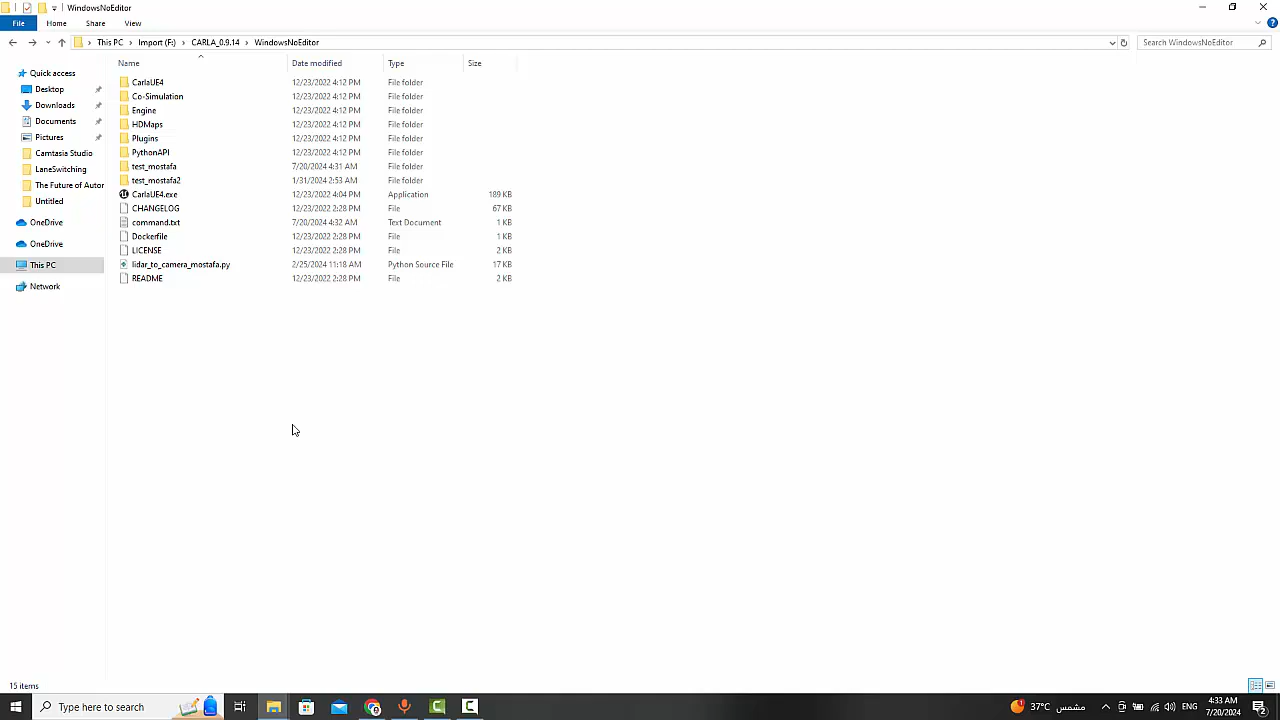 WindowsNoEditor
File Home Share View
This PC Import (F:) CARLA_0.9.14 WindowsNoEditor Search WindowsNoEditor
Name Date modified Type Size
Quick access
Desktop
Downloads
Documents
Pictures
Camtasia Studio
LaneSwitching
The Future of Autor
Untitled
OneDrive
OneDrive
This PC
Network
CarlaUE4 12/23/2022 4:12 PM File folder
Co-Simulation 12/23/2022 4:12 PM File folder
Engine 12/23/2022 4:12 PM File folder
HDMaps 12/23/2022 4:12 PM File folder
Plugins 12/23/2022 4:12 PM File folder
PythonAPI 12/23/2022 4:12 PM File folder
test_mostafa 7/20/2024 4:31 AM File folder
test_mostafa2 1/31/2024 2:53 AM File folder
CarlaUE4.exe 12/23/2022 4:04 PM Application 189 KB
CHANGELOG 12/23/2022 2:28 PM File 67 KB
command.txt 7/20/2024 4:32 AM Text Document 1 KB
Dockerfile 12/23/2022 2:28 PM File 1 KB
LICENSE 12/23/2022 2:28 PM File 2 KB
lidar_to_camera_mostafa.py 2/25/2024 11:18 AM Python Source File 17 KB
README 12/23/2022 2:28 PM File 2 KB
15 items
Type here to search
37°C مشمس
ENG
4:33 AM
7/20/2024